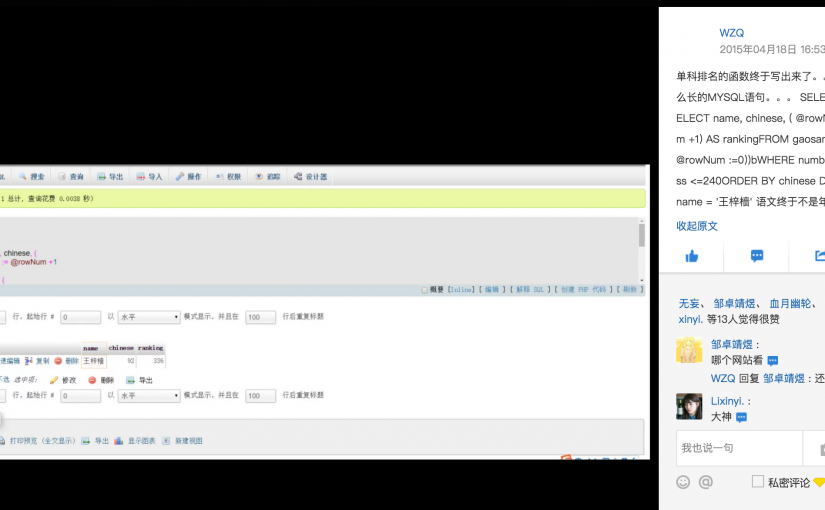 搜索 查询 导出 导入 操作 权限 追踪 设计器
1 总计, 查询花费 0.0038 秒)
, chinese, (
:= @rowNum +1
(
概要 [Inline] [ 编辑 ] [ 解释 SQL ] [ 创建 PHP 代码 ] [ 刷新 ]
行, 起始行 # 0 以 水平 模式显示, 并且在 100 行后重复标题
name chinese ranking
速编辑 复制 删除 王梓橦 92 336
选 选中项: 修改 删除 导出
行, 起始行 # 0 以 水平 模式显示, 并且在 100 行后重复标题
打印预览 (全文显示) 导出 显示图表 新建视图
WZQ
2015年04月18日 16:53
单科排名的函数终于写出来了。。
么长的MYSQL语句。。。 SELE
ELECT name, chinese, ( @row
m +1) AS rankingFROM gaosan
@rowNum :=0))bWHERE numb
ss <=240ORDER BY chinese D
name = '王梓橦' 语文终于不是年
收起原文
无妄、 邹卓靖煜、 血月幽轮、
xinyi. 等13人觉得很赞
邹卓靖煜 :
哪个网站看
WZQ 回复 邹卓靖煜 : 还
Lixinyi. :
大神
我也说一句
私密评论